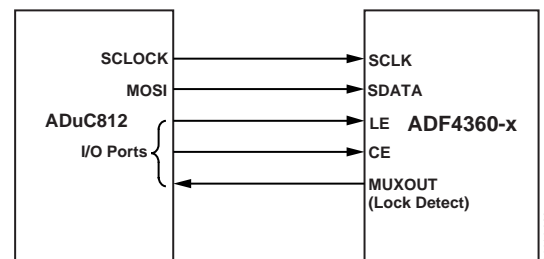 SCLOCK
SCLK
MOSI
SDATA
ADuC812
LE
ADF4360-x
I/O Ports
CE
MUXOUT
(Lock Detect)